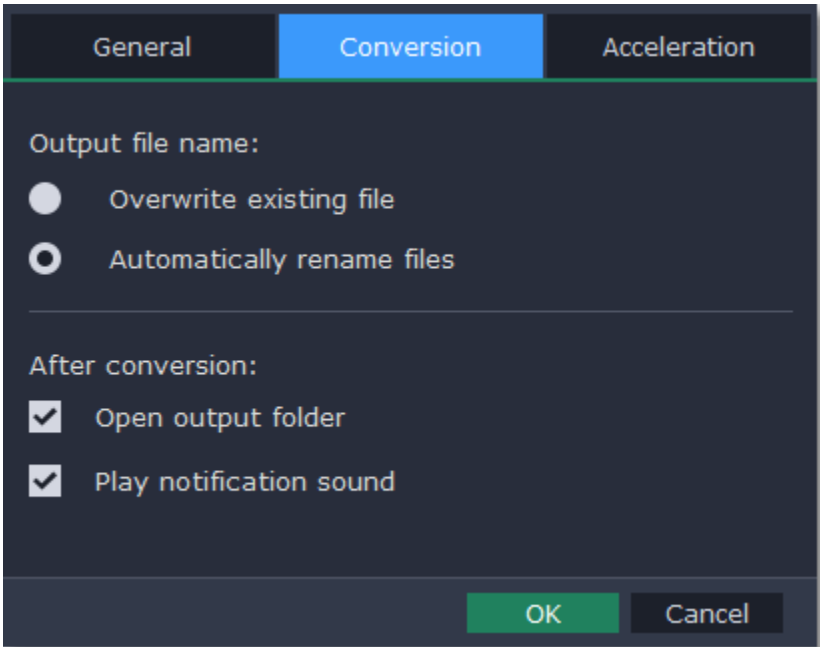 General
Conversion
Acceleration
Output file name:
Overwrite existing file
Automatically rename files
After conversion:
Open output folder
Play notification sound
OK
Cancel